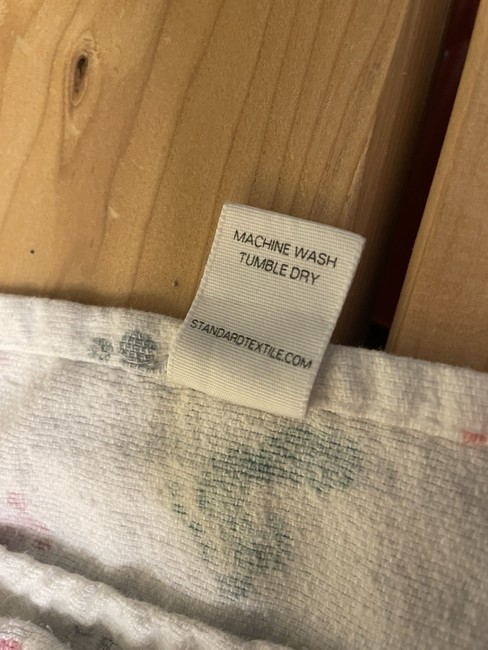 MACHINE WASH
TUMBLE DRY
STANDARDTEXTILE.COM